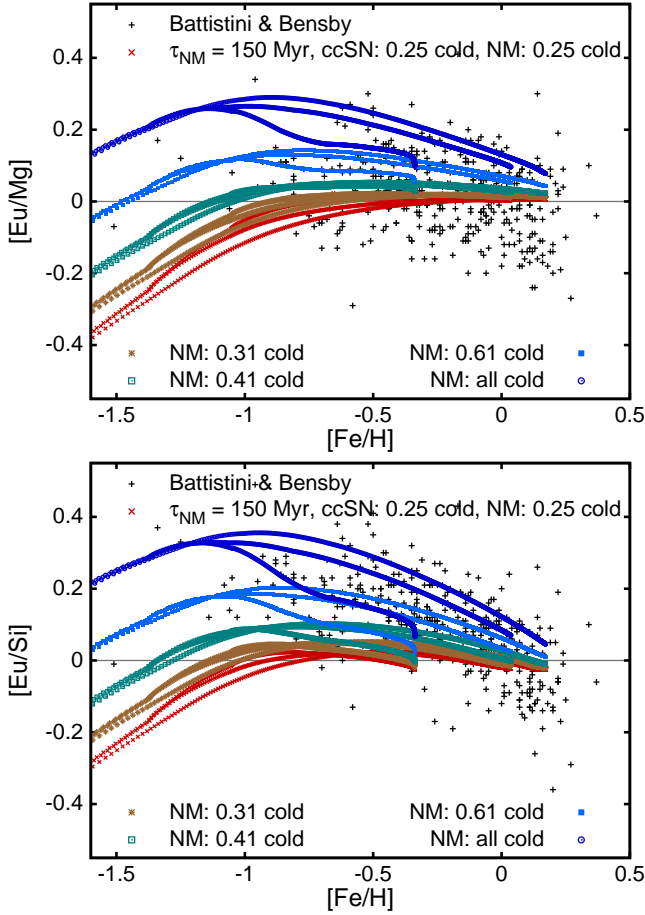 Battistini & Bensby
τNM = 150 Myr, ccSN: 0.25 cold, NM: 0.25 cold
0.4
0.2
0
-0.2
-0.4
[Eu/Mg]
NM: 0.31 cold
NM: 0.61 cold
NM: 0.41 cold
NM: all cold
-1.5 -1 -0.5 0 0.5
[Fe/H]
Battistini & Bensby
τNM = 150 Myr, ccSN: 0.25 cold, NM: 0.25 cold
0.4
0.2
0
-0.2
-0.4
[Eu/Si]
NM: 0.31 cold
NM: 0.61 cold
NM: 0.41 cold
NM: all cold
-1.5 -1 -0.5 0 0.5
[Fe/H]